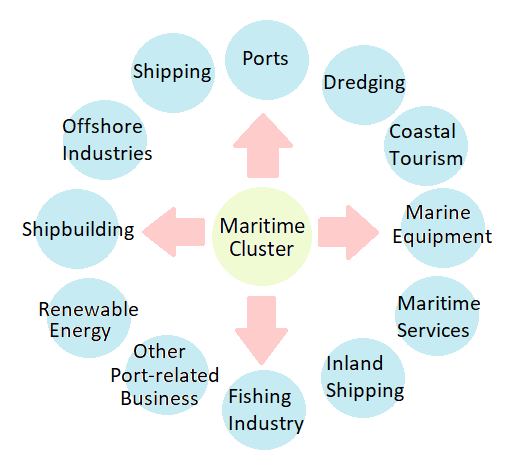 Ports
Shipping
Dredging
Offshore
Industries
Coastal
Tourism
Shipbuilding
Maritime
Cluster
Marine
Equipment
Renewable
Energy
Maritime
Services
Other
Port-related
Business
Inland
Shipping
Fishing
Industry